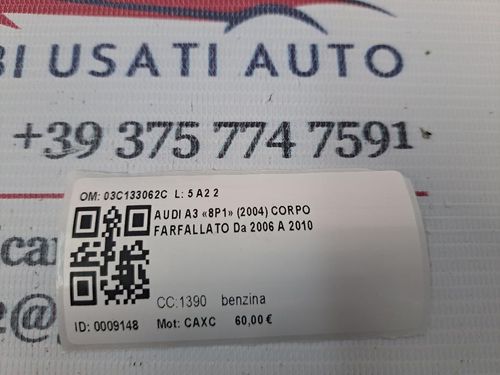 BI USATI AUTO
+39 375 774 7591
OM: 03C133062C L: 5 A2 2
AUDI A3 «8P1» (2004) CORPO
FARFALLATO Da 2006 A 2010
CC:1390 benzina
ID: 0009148 Mot: CAXC 60,00 €